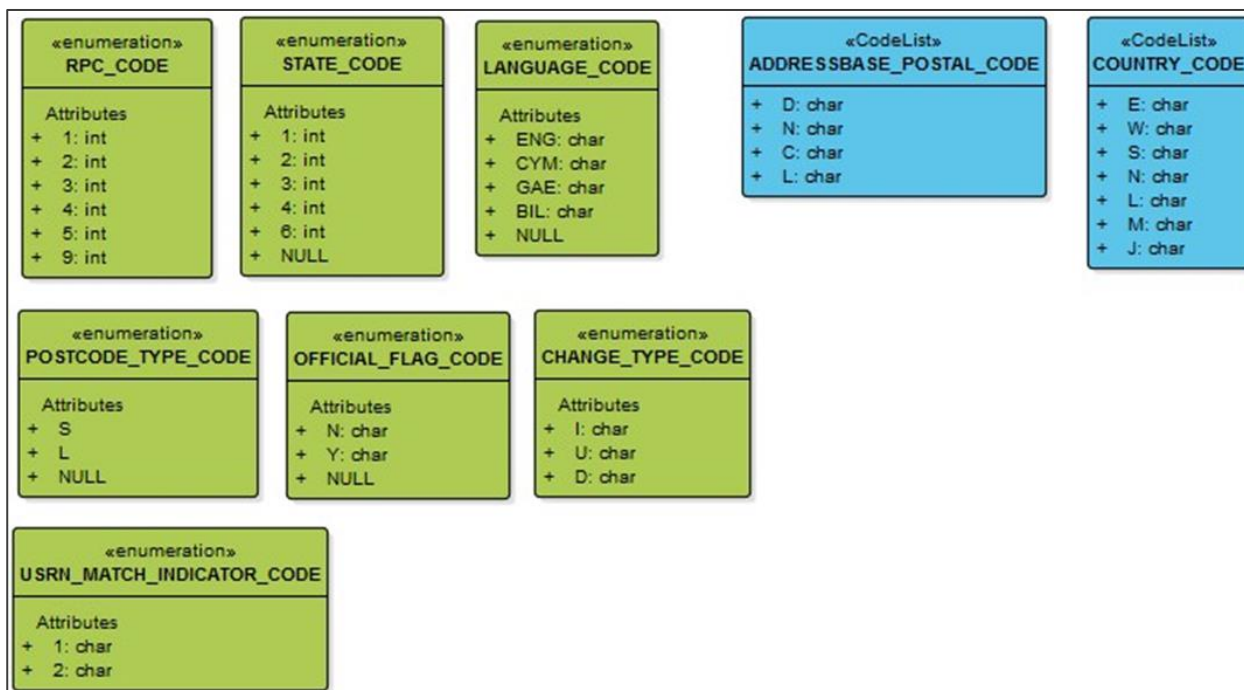 «enumeration»
RPC_CODE
Attributes
+ 1: int
+ 2: int
+ 3: int
+ 4: int
+ 5: int
+ 9: int
«enumeration»
STATE_CODE
Attributes
+ 1: int
+ 2: int
+ 3: int
+ 4: int
+ 6: int
+ NULL
«enumeration»
LANGUAGE_CODE
Attributes
+ ENG: char
+ CYM: char
+ GAE: char
+ BIL: char
+ NULL
«CodeList»
ADDRESSBASE_POSTAL_CODE
+ D: char
+ N: char
+ C: char
+ L: char
«CodeList»
COUNTRY_CODE
+ E: char
+ W: char
+ S: char
+ N: char
+ L: char
+ M: char
+ J: char
«enumeration»
POSTCODE_TYPE_CODE
Attributes
+ S
+ L
+ NULL
«enumeration»
OFFICIAL_FLAG_CODE
Attributes
+ N: char
+ Y: char
+ NULL
«enumeration»
CHANGE_TYPE_CODE
Attributes
+ I: char
+ U: char
+ D: char
«enumeration»
USRN_MATCH_INDICATOR_CODE
Attributes
+ 1: char
+ 2: char